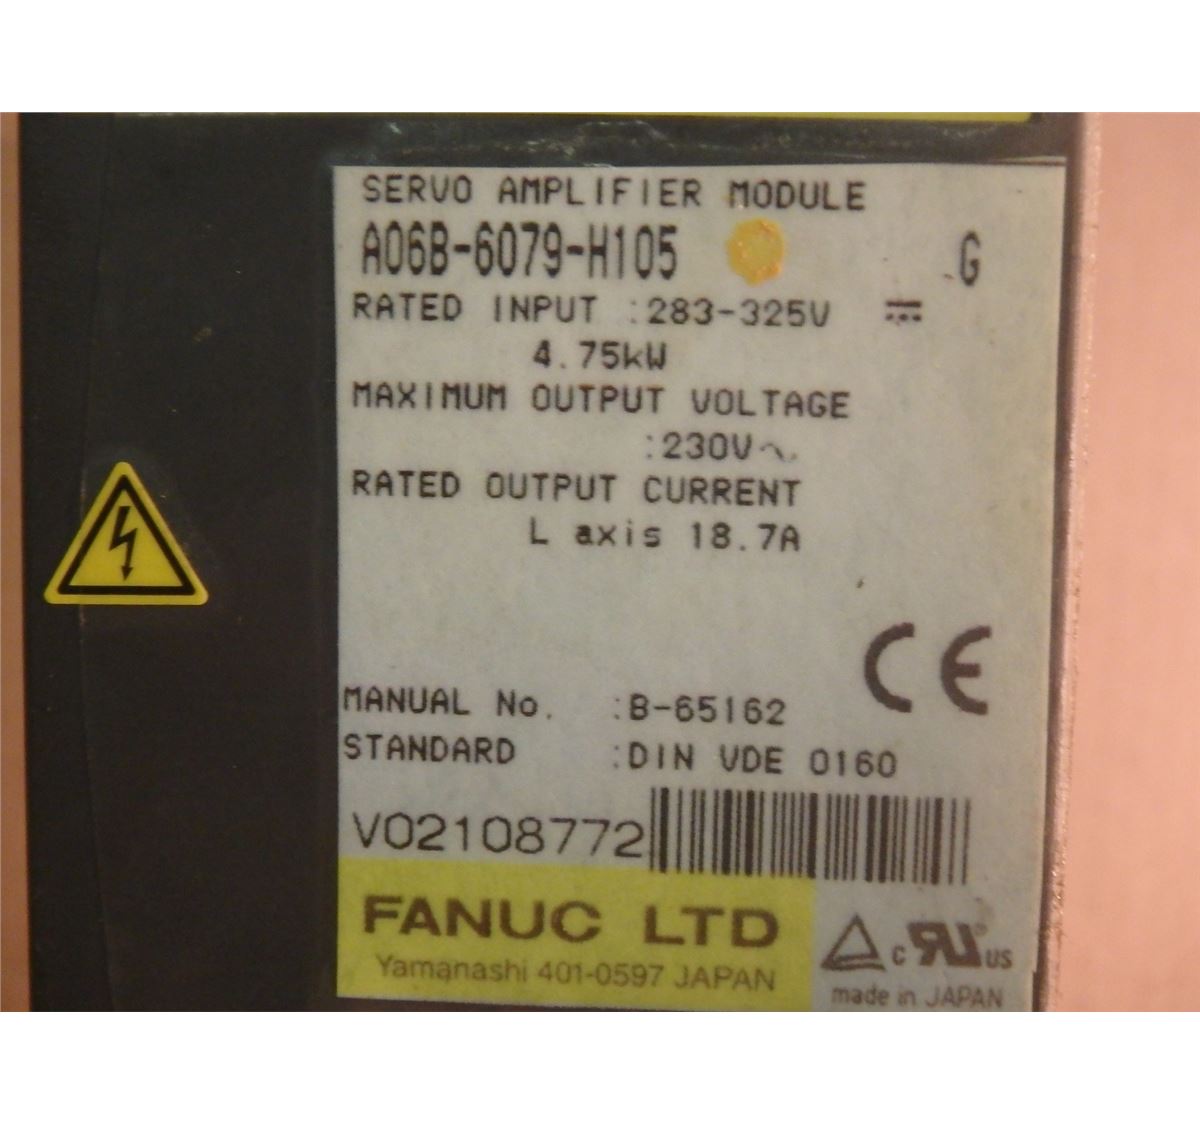 SERVO AMPLIFIER MODULE
A06B-6079-H105 G
RATED INPUT :283-325V ⎓
4.75kW
MAXIMUM OUTPUT VOLTAGE
:230V~
RATED OUTPUT CURRENT
L axis 18.7A
CE
MANUAL No. :B-65162
STANDARD :DIN VDE 0160
V02108772
FANUC LTD
Yamanashi 401-0597 JAPAN
c RU US
made in JAPAN